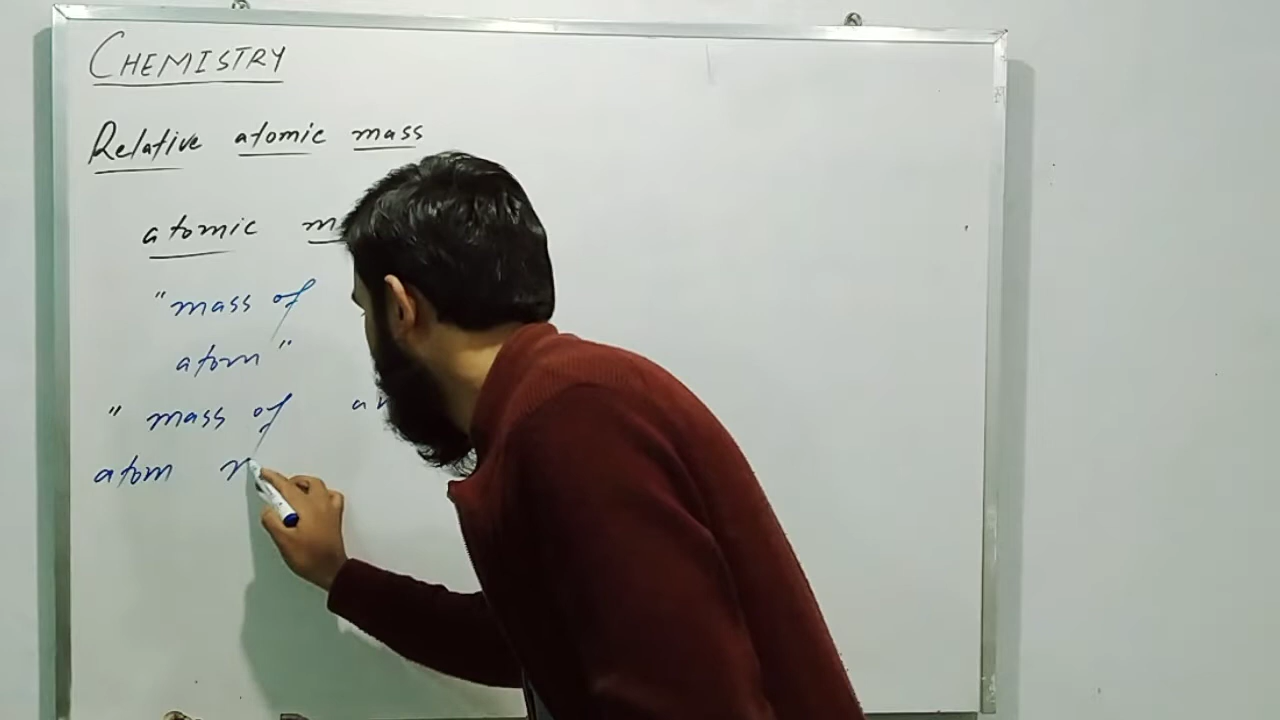 CHEMISTRY
Relative atomic mass
atomic
"mass of
atom"
" mass of
atom